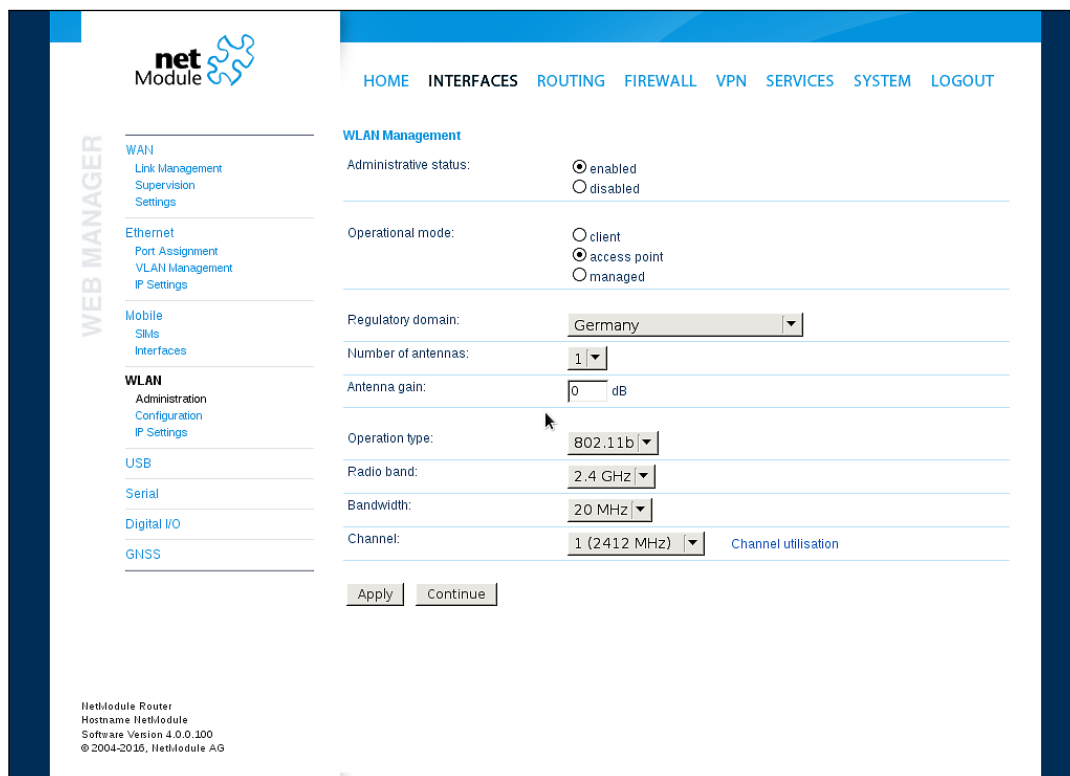 net
Module
HOME INTERFACES ROUTING FIREWALL VPN SERVICES SYSTEM LOGOUT
WEB MANAGER
WAN
Link Management
Supervision
Settings
Ethernet
Port Assignment
VLAN Management
IP Settings
Mobile
SIMs
Interfaces
WLAN
Administration
Configuration
IP Settings
USB
Serial
Digital I/O
GNSS
WLAN Management
Administrative status:
enabled
disabled
Operational mode:
client
access point
managed
Regulatory domain: Germany
Number of antennas: 1
Antenna gain: 0 dB
Operation type: 802.11b
Radio band: 2.4 GHz
Bandwidth: 20 MHz
Channel: 1 (2412 MHz) Channel utilisation
Apply Continue
NetModule Router
Hostname NetModule
Software Version 4.0.0.100
© 2004-2016, NetModule AG